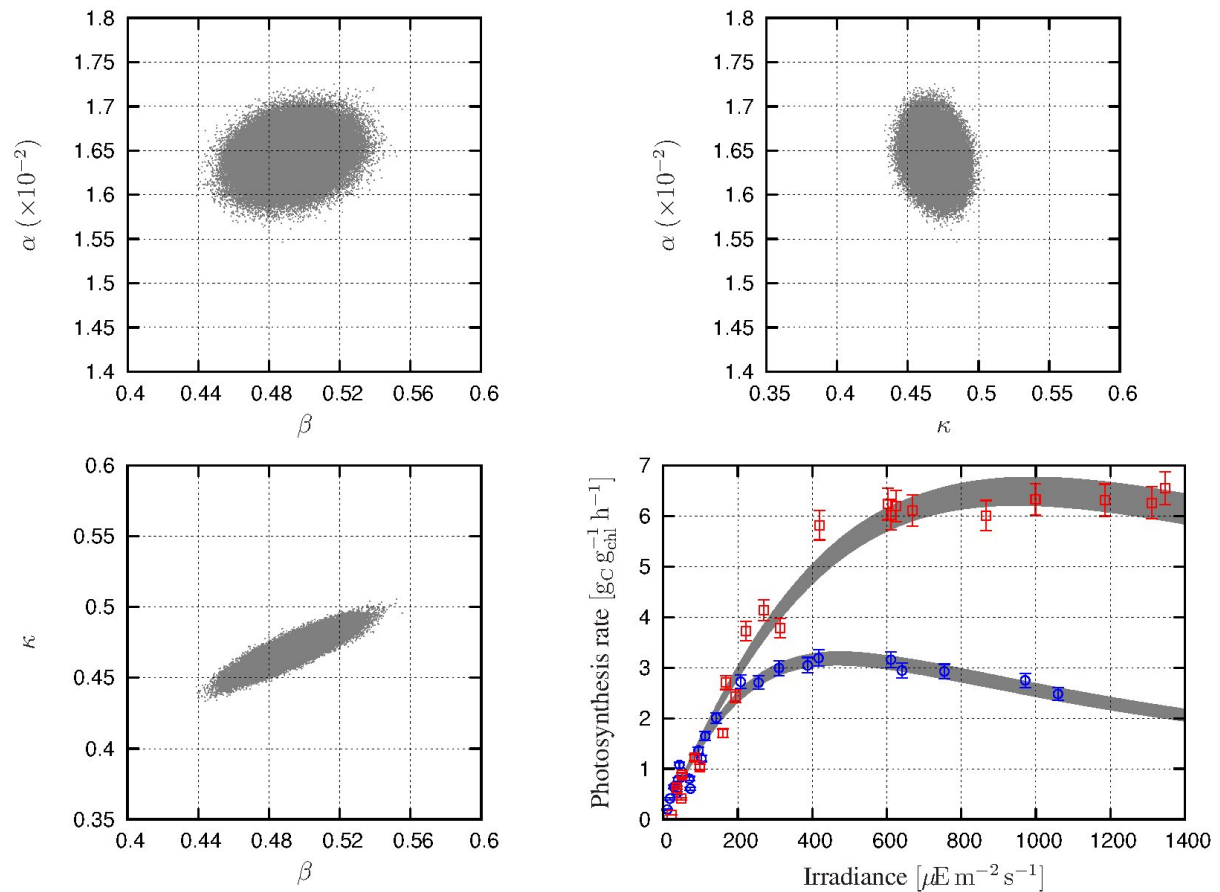 1.8
1.75
1.7
1.65
1.6
1.55
1.5
1.45
1.4
α (×10⁻²)
0.4 0.44 0.48 0.52 0.56 0.6
β
1.8
1.75
1.7
1.65
1.6
1.55
1.5
1.45
1.4
α (×10⁻²)
0.35 0.4 0.45 0.5 0.55 0.6
κ
0.6
0.55
0.5
0.45
0.4
0.35
κ
0.4 0.44 0.48 0.52 0.56 0.6
β
7
6
5
4
3
2
1
0
Photosynthesis rate [g_C g_chl⁻¹ h⁻¹]
0 200 400 600 800 1000 1200 1400
Irradiance [μE m⁻² s⁻¹]